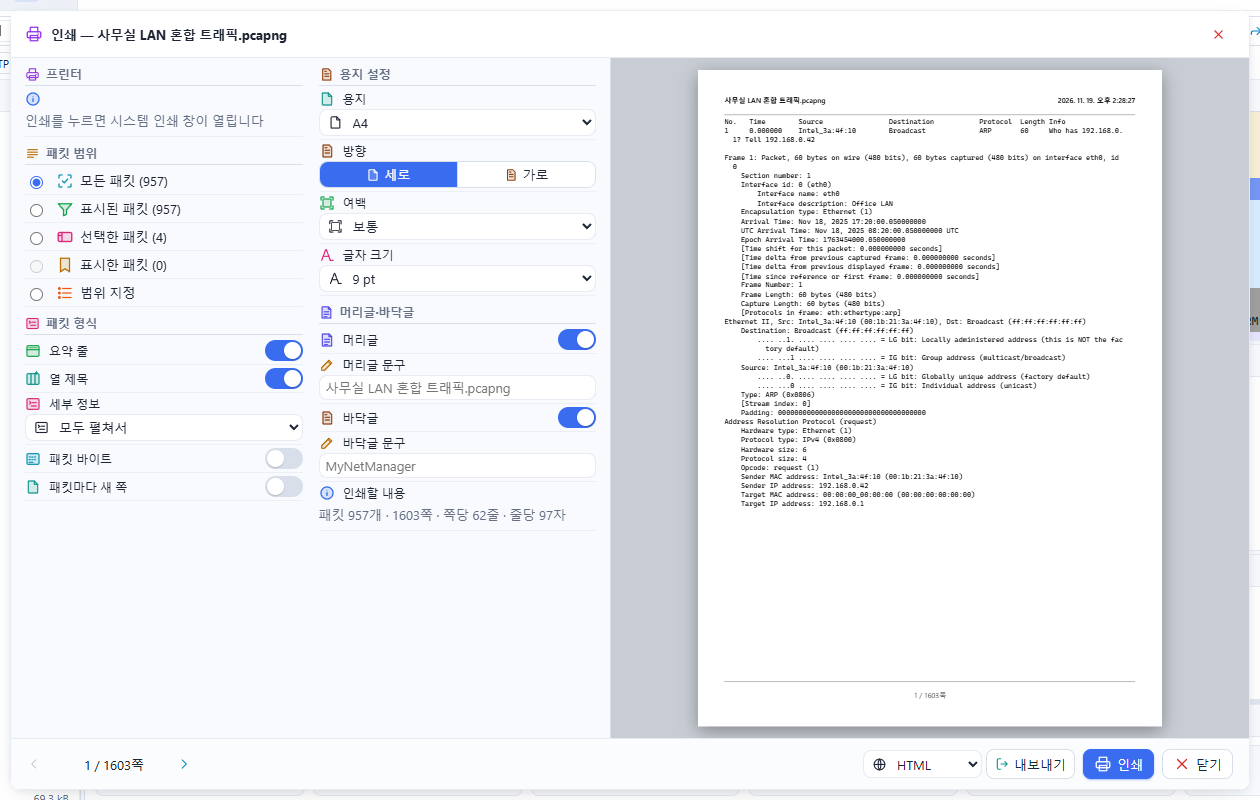 인쇄 — 사무실 LAN 혼합 트래픽.pcapng
프린터
인쇄를 누르면 시스템 인쇄 창이 열립니다
패킷 범위
모든 패킷 (957)
표시된 패킷 (957)
선택한 패킷 (4)
표시한 패킷 (0)
범위 지정
패킷 형식
요약 줄
열 제목
세부 정보
모두 펼쳐서
패킷 바이트
패킷마다 새 쪽
용지 설정
용지
A4
방향
세로 가로
여백
보통
글자 크기
9 pt
머리글·바닥글
머리글
머리글 문구
사무실 LAN 혼합 트래픽.pcapng
바닥글
바닥글 문구
MyNetManager
인쇄할 내용
패킷 957개 · 1603쪽 · 쪽당 62줄 · 줄당 97자
사무실 LAN 혼합 트래픽.pcapng 2026. 11. 19. 오후 2:28:27
No. Time Source Destination Protocol Length Info
1 0.000000 Intel_3a:4f:10 Broadcast ARP 60 Who has 192.168.0.
1? Tell 192.168.0.42
Frame 1: Packet, 60 bytes on wire (480 bits), 60 bytes captured (480 bits) on interface eth0, id
0
Section number: 1
Interface id: 0 (eth0)
Interface name: eth0
Interface description: Office LAN
Encapsulation type: Ethernet (1)
Arrival Time: Nov 18, 2025 17:20:00.050000000
UTC Arrival Time: Nov 18, 2025 08:20:00.050000000 UTC
Epoch Arrival Time: 1763454000.050000000
[Time shift for this packet: 0.000000000 seconds]
[Time delta from previous captured frame: 0.000000000 seconds]
[Time delta from previous displayed frame: 0.000000000 seconds]
[Time since reference or first frame: 0.000000000 seconds]
Frame Number: 1
Frame Length: 60 bytes (480 bits)
Capture Length: 60 bytes (480 bits)
[Protocols in frame: eth:ethertype:arp]
Ethernet II, Src: Intel_3a:4f:10 (00:1b:21:3a:4f:10), Dst: Broadcast (ff:ff:ff:ff:ff:ff)
Destination: Broadcast (ff:ff:ff:ff:ff:ff)
.... ..1. .... .... .... .... = LG bit: Locally administered address (this is NOT the fac
tory default)
.... ...1 .... .... .... .... = IG bit: Group address (multicast/broadcast)
Source: Intel_3a:4f:10 (00:1b:21:3a:4f:10)
.... ..0. .... .... .... .... = LG bit: Globally unique address (factory default)
.... ...0 .... .... .... .... = IG bit: Individual address (unicast)
Type: ARP (0x0806)
[Stream index: 0]
Padding: 000000000000000000000000000000000000
Address Resolution Protocol (request)
Hardware type: Ethernet (1)
Protocol type: IPv4 (0x0800)
Hardware size: 6
Protocol size: 4
Opcode: request (1)
Sender MAC address: Intel_3a:4f:10 (00:1b:21:3a:4f:10)
Sender IP address: 192.168.0.42
Target MAC address: 00:00:00_00:00:00 (00:00:00:00:00:00)
Target IP address: 192.168.0.1
1 / 1603쪽
1 / 1603쪽
HTML 내보내기 인쇄 닫기